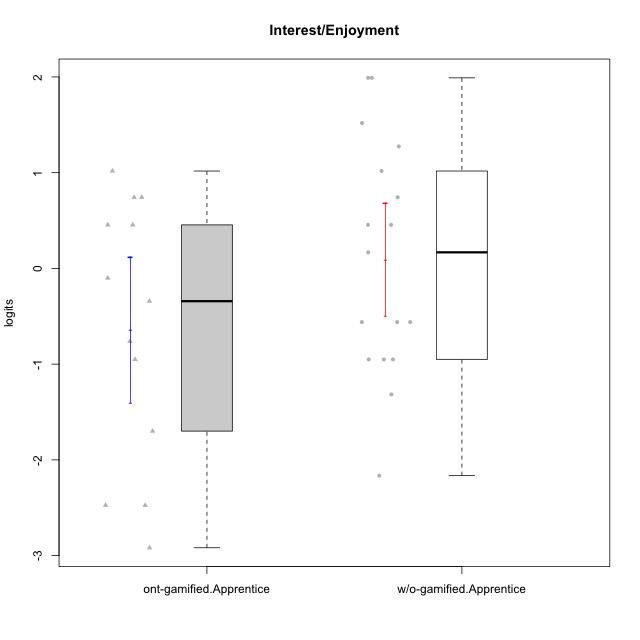 Interest/Enjoyment
logits
2
1
0
-1
-2
-3
ont-gamified.Apprentice
w/o-gamified.Apprentice